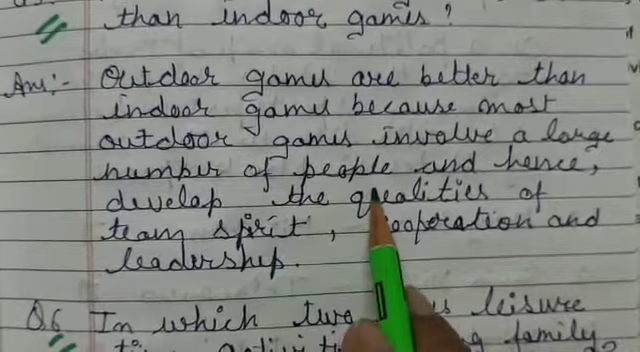 than indoor games?
Ans:- Outdoor games are better than
indoor games because most
outdoor games involve a large
number of people and hence,
develop the qualities of
team spirit, cooperation and
leadership.
Q6 In which two leisure
family